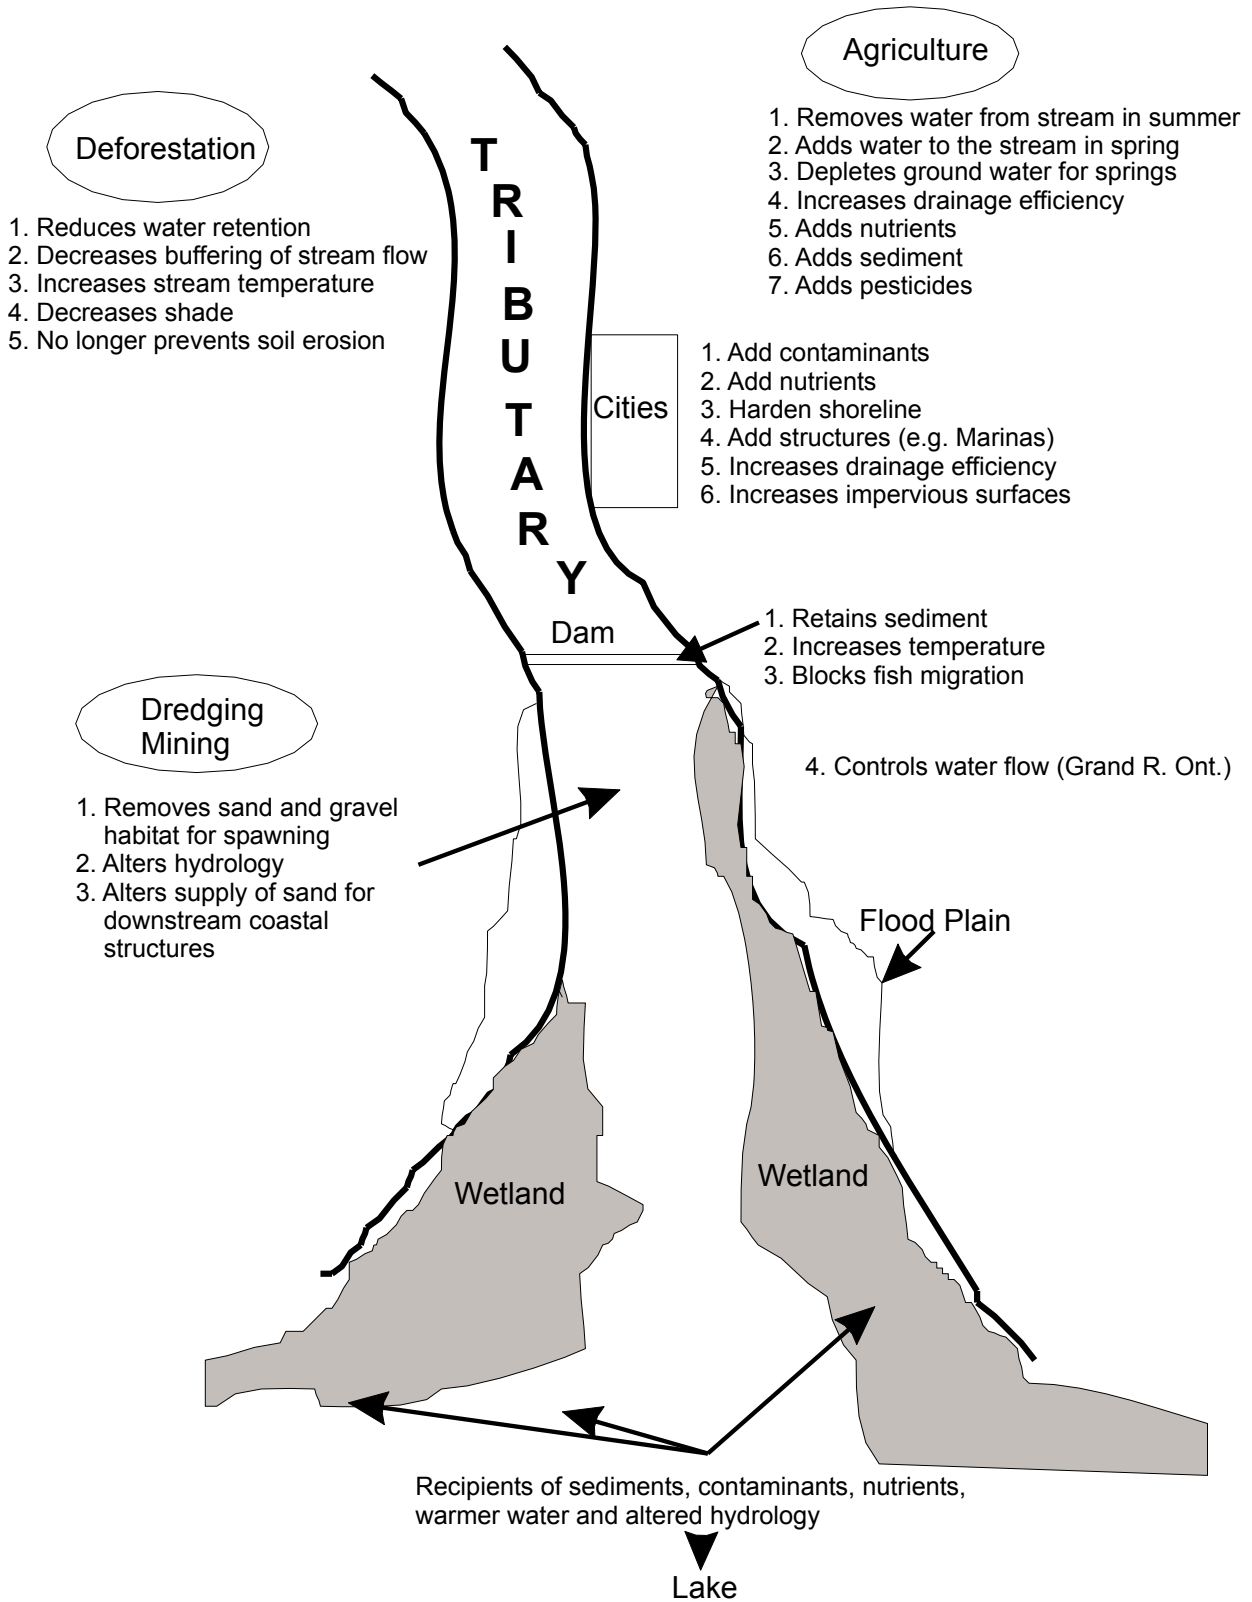 Agriculture
1. Removes water from stream in summer
2. Adds water to the stream in spring
3. Depletes ground water for springs
4. Increases drainage efficiency
5. Adds nutrients
6. Adds sediment
7. Adds pesticides
Deforestation
1. Reduces water retention
2. Decreases buffering of stream flow
3. Increases stream temperature
4. Decreases shade
5. No longer prevents soil erosion
TRIBUTARY
Cities
1. Add contaminants
2. Add nutrients
3. Harden shoreline
4. Add structures (e.g. Marinas)
5. Increases drainage efficiency
6. Increases impervious surfaces
Dam
1. Retains sediment
2. Increases temperature
3. Blocks fish migration
4. Controls water flow (Grand R. Ont.)
Dredging
Mining
1. Removes sand and gravel
habitat for spawning
2. Alters hydrology
3. Alters supply of sand for
downstream coastal
structures
Flood Plain
Wetland
Wetland
Recipients of sediments, contaminants, nutrients,
warmer water and altered hydrology
Lake